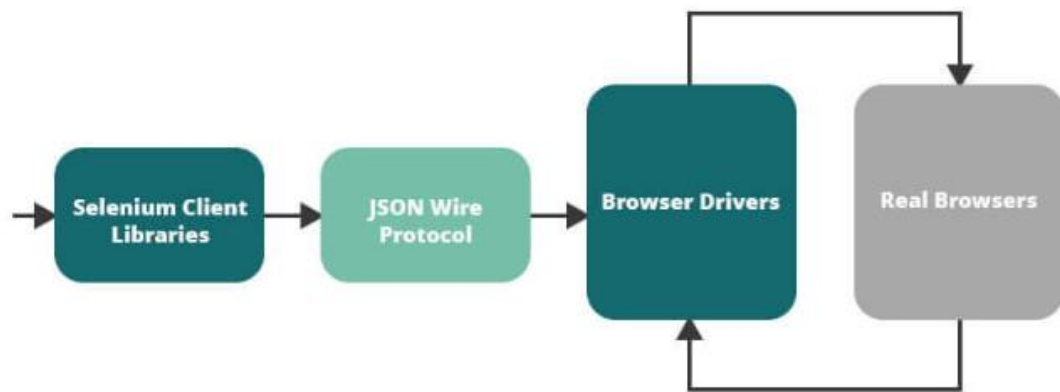 Selenium Client
Libraries
JSON Wire
Protocol
Browser Drivers
Real Browsers